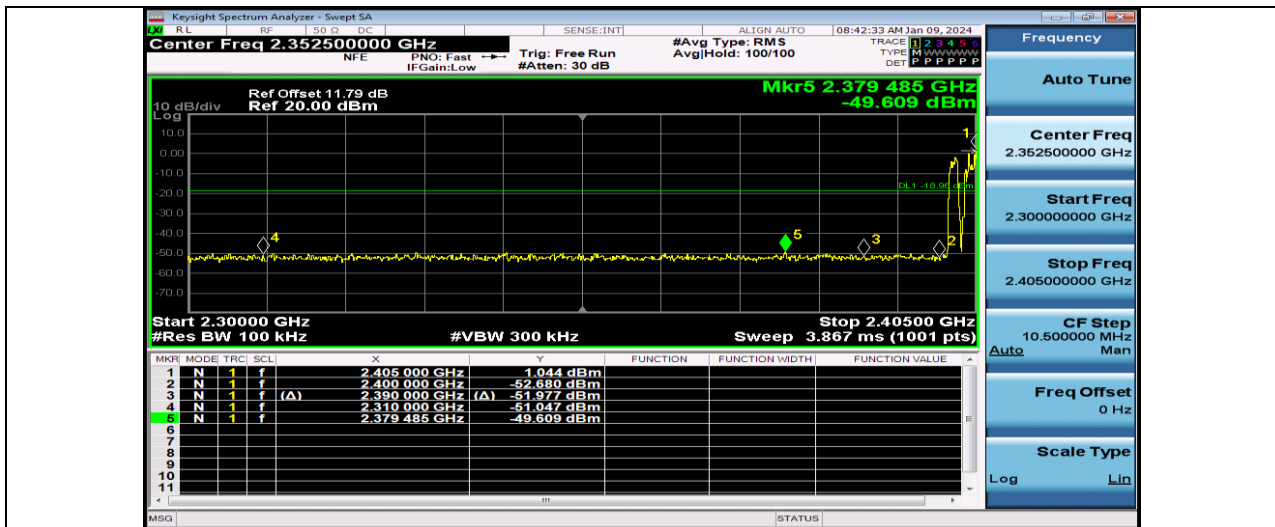 Keysight Spectrum Analyzer - Swept SA
LXI RL RF 50 Ω DC SENSE:INT ALIGN AUTO 08:42:33 AM Jan 09, 2024
Center Freq 2.352500000 GHz
NFE PNO: Fast Trig: Free Run #Avg Type: RMS TRACE 1 2 3 4 5 6
IFGain:Low #Atten: 30 dB Avg|Hold: 100/100 TYPE M W W W W W
DET P P P P P P
Ref Offset 11.79 dB Mkr5 2.379 485 GHz
10 dB/div Ref 20.00 dBm -49.609 dBm
Log
10.0
0.00
-10.0
-20.0
-30.0
-40.0
-50.0
-60.0
-70.0
1
4
5
3
2
Start 2.30000 GHz Stop 2.40500 GHz
#Res BW 100 kHz #VBW 300 kHz Sweep 3.867 ms (1001 pts)
MKR MODE TRC SCL X Y FUNCTION FUNCTION WIDTH FUNCTION VALUE
1 N 1 f 2.405 000 GHz 1.044 dBm
2 N 1 f 2.400 000 GHz -52.680 dBm
3 N 1 f (Δ) 2.390 000 GHz (Δ) -51.977 dBm
4 N 1 f 2.310 000 GHz -51.047 dBm
5 N 1 f 2.379 485 GHz -49.609 dBm
6
7
8
9
10
11
MSG STATUS
Frequency
Auto Tune
Center Freq
2.352500000 GHz
Start Freq
2.300000000 GHz
Stop Freq
2.405000000 GHz
CF Step
10.500000 MHz
Auto Man
Freq Offset
0 Hz
Scale Type
Log Lin